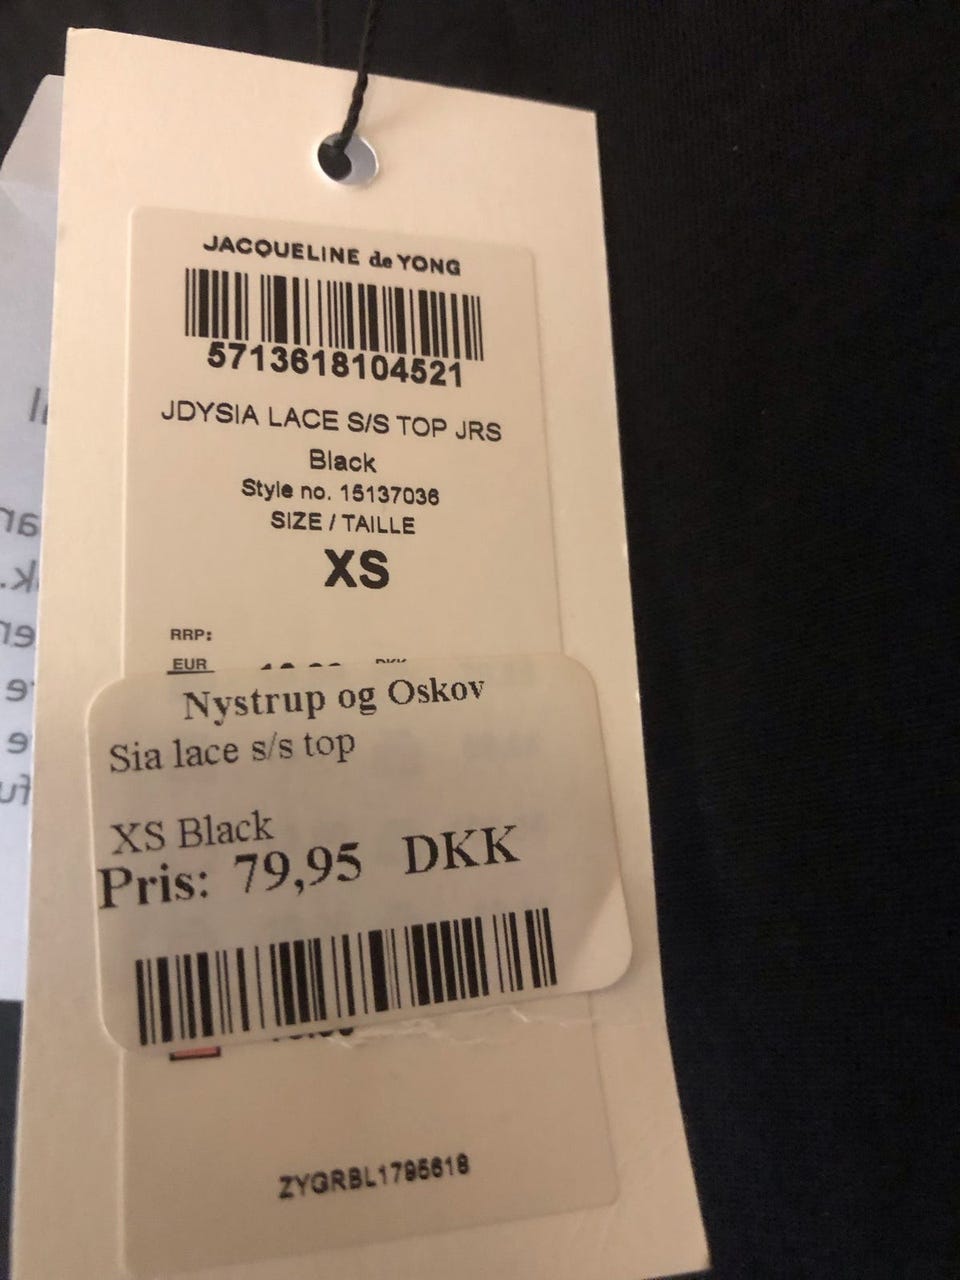 JACQUELINE de YONG
5713618104521
JDYSIA LACE S/S TOP JRS
Black
Style no. 15137036
SIZE / TAILLE
XS
RRP:
EUR
Nystrup og Oskov
Sia lace s/s top
XS Black
Pris: 79,95 DKK
ZYGRBL1795618